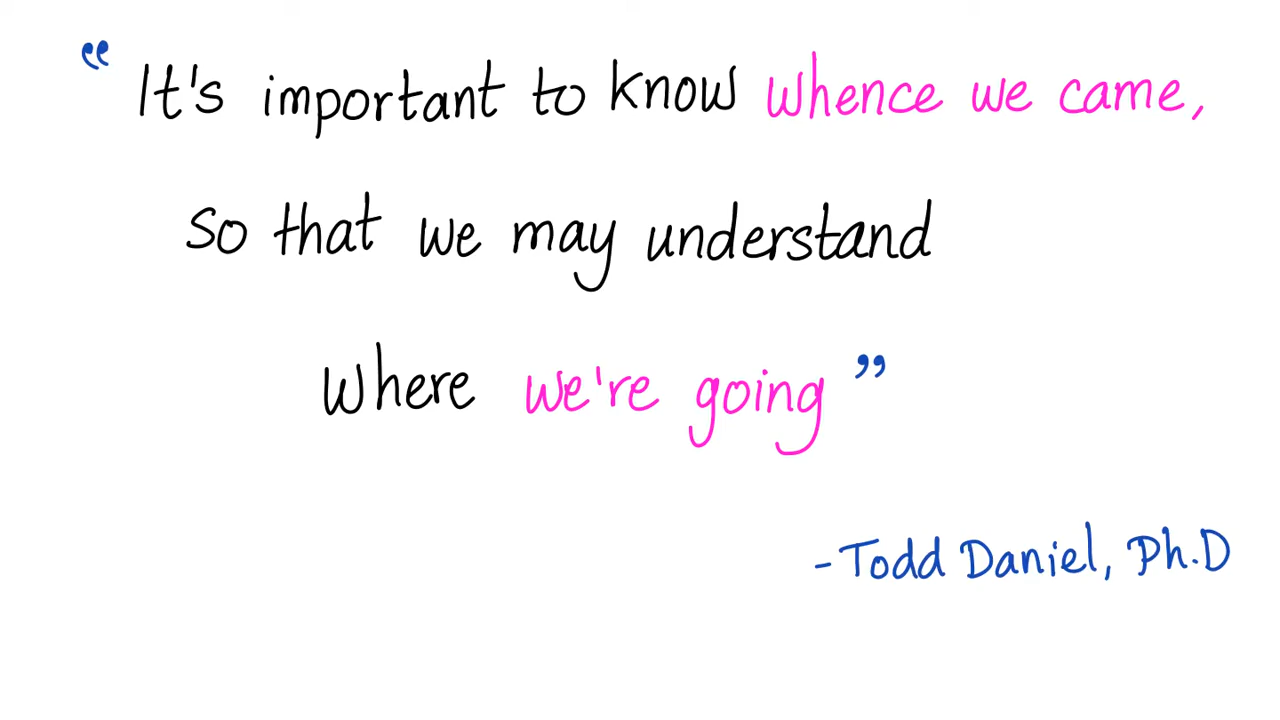 “It's important to know whence we came,
so that we may understand
where we're going”
-Todd Daniel, Ph.D